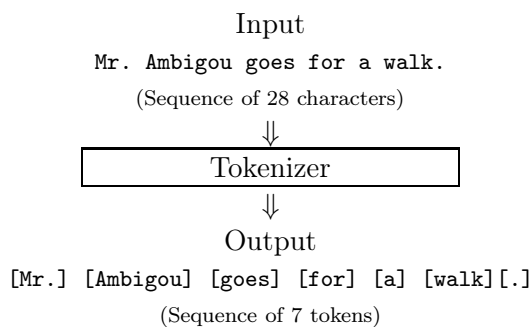 Input
Mr. Ambigou goes for a walk.
(Sequence of 28 characters)
⇓
Tokenizer
⇓
Output
[Mr.] [Ambigou] [goes] [for] [a] [walk][.]
(Sequence of 7 tokens)